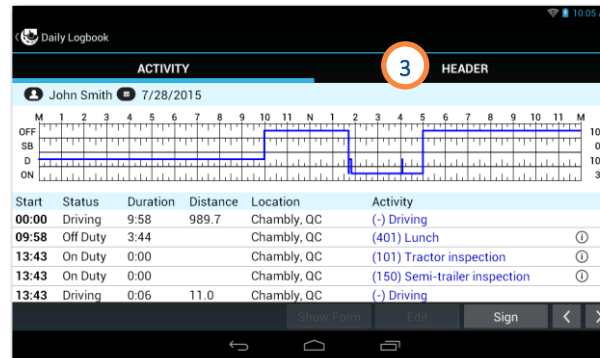 10:05
Daily Logbook
ACTIVITY
3
HEADER
John Smith 7/28/2015
M 1 2 3 4 5 6 7 8 9 10 11 N 1 2 3 4 5 6 7 8 9 10 11 M
OFF 10
SB 0
D 10
ON 3
Start Status Duration Distance Location Activity
00:00 Driving 9:58 989.7 Chambly, QC (-) Driving
09:58 Off Duty 3:44 Chambly, QC (401) Lunch
13:43 On Duty 0:00 Chambly, QC (101) Tractor inspection
13:43 On Duty 0:00 Chambly, QC (150) Semi-trailer inspection
13:43 Driving 0:06 11.0 Chambly, QC (-) Driving
Show Form Edit Sign < >